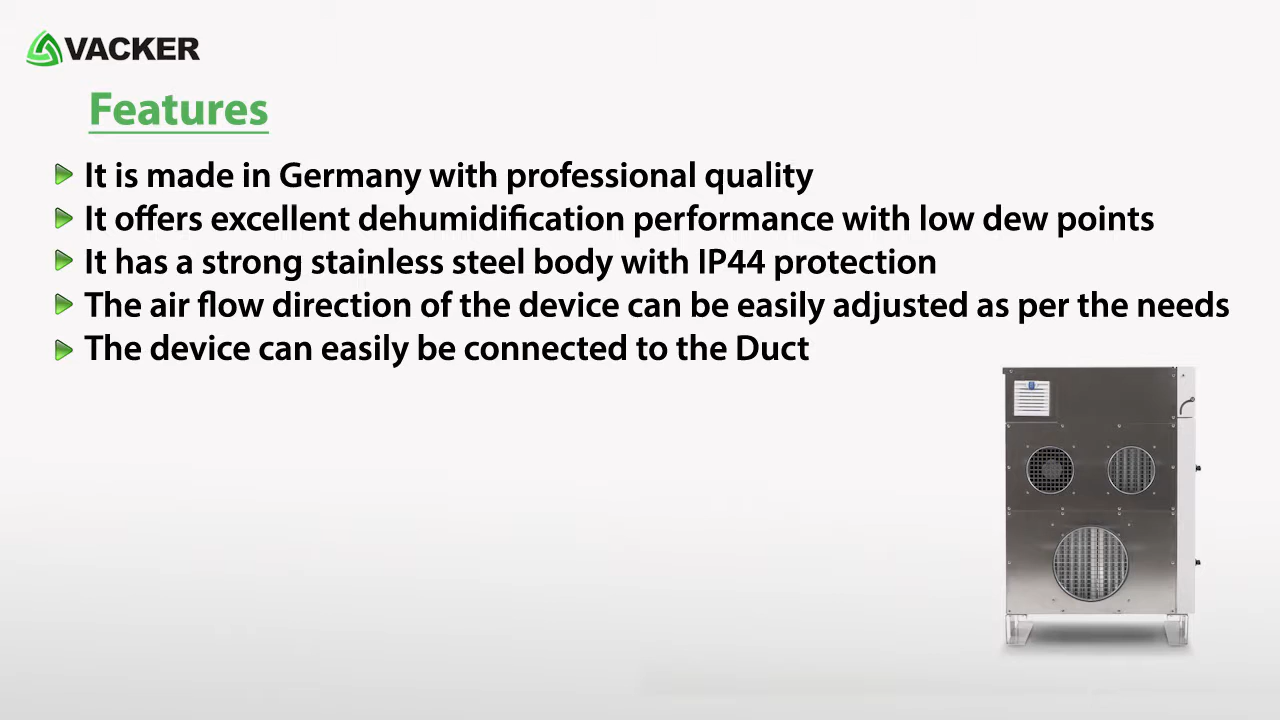 VACKER
Features
It is made in Germany with professional quality
It offers excellent dehumidification performance with low dew points
It has a strong stainless steel body with IP44 protection
The air flow direction of the device can be easily adjusted as per the needs
The device can easily be connected to the Duct